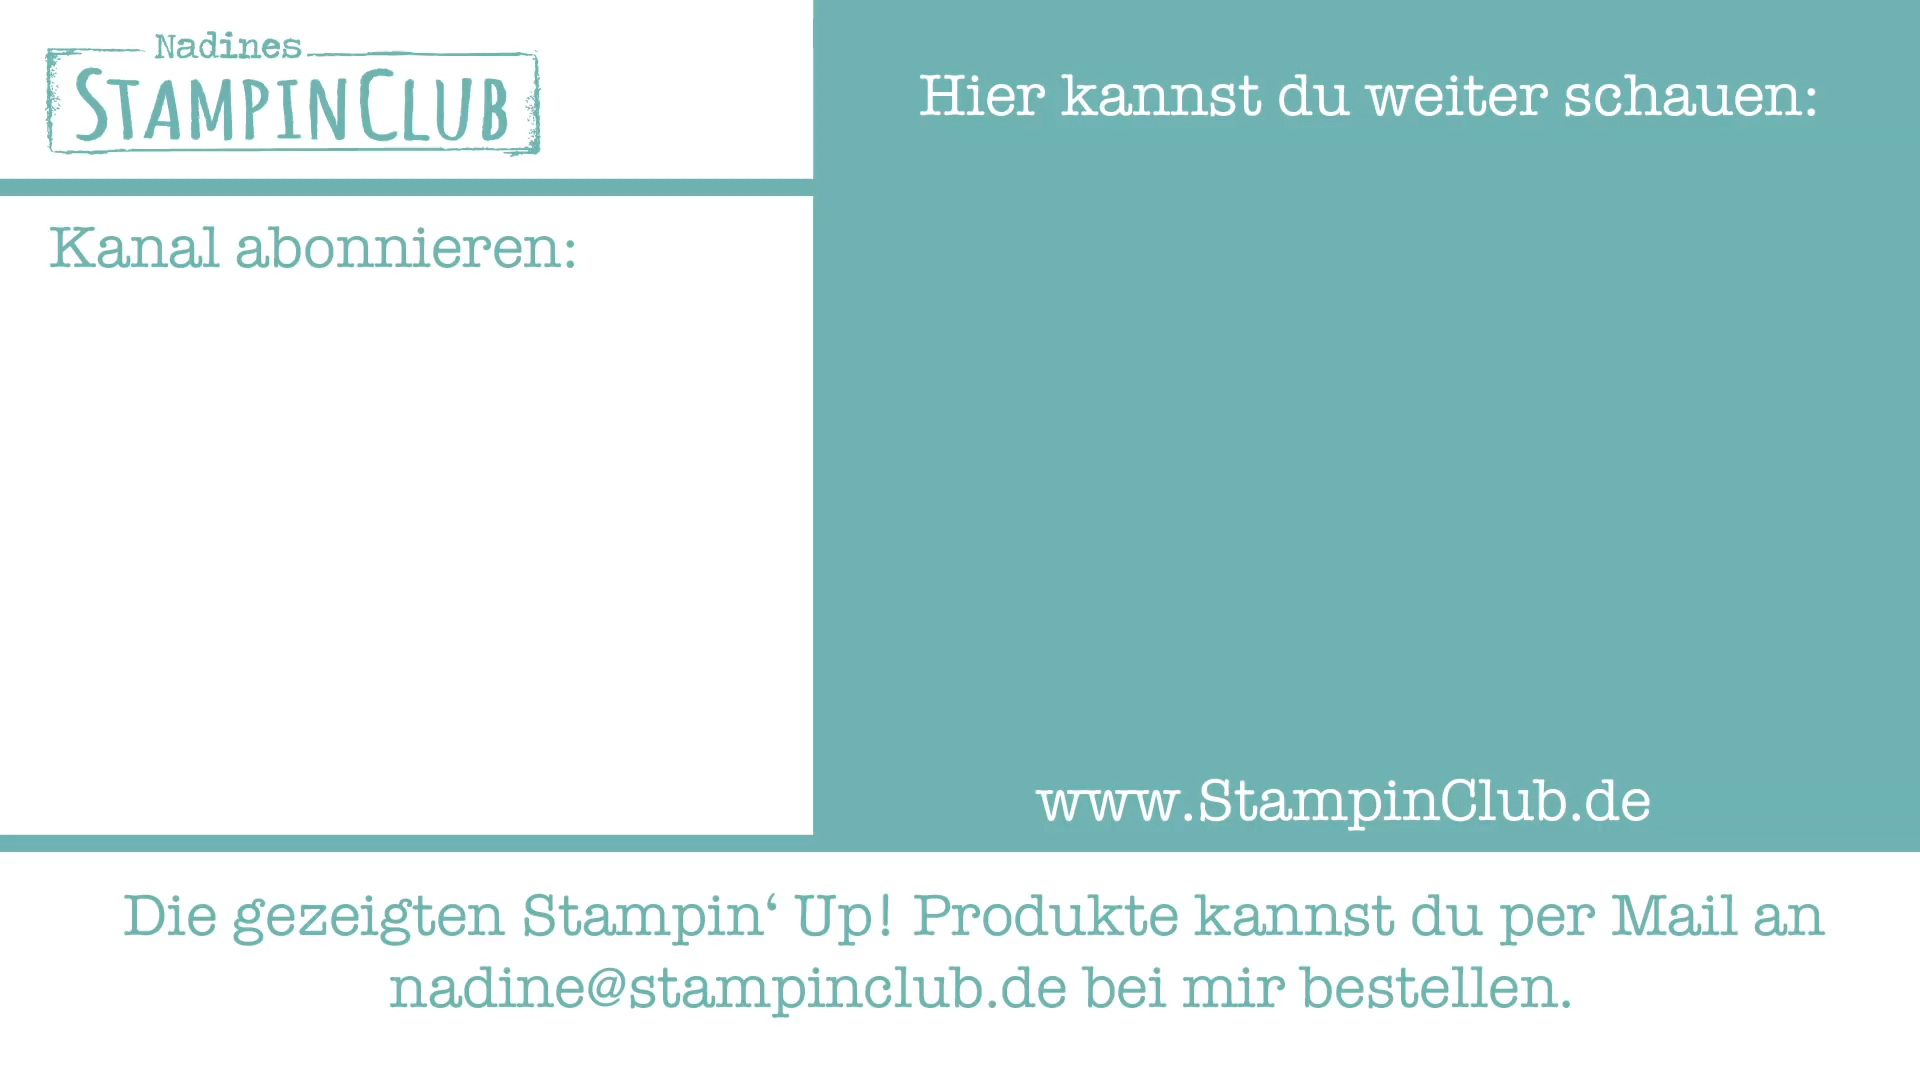 Nadines
STAMPINCLUB
Kanal abonnieren:
Hier kannst du weiter schauen:
www.StampinClub.de
Die gezeigten Stampin‘ Up! Produkte kannst du per Mail an
nadine@stampinclub.de bei mir bestellen.